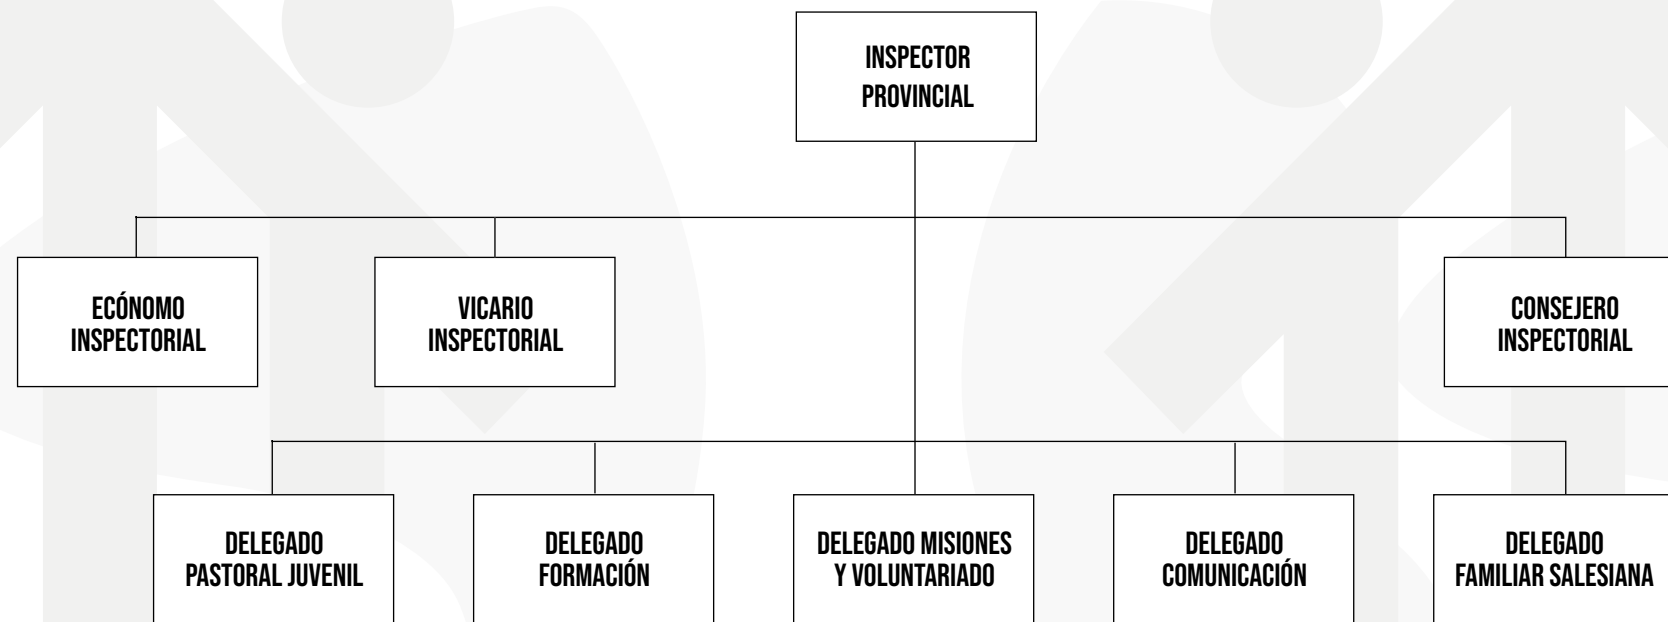 INSPECTOR
PROVINCIAL
ECÓNOMO
INSPECTORIAL
VICARIO
INSPECTORIAL
CONSEJERO
INSPECTORIAL
DELEGADO
PASTORAL JUVENIL
DELEGADO
FORMACIÓN
DELEGADO MISIONES
Y VOLUNTARIADO
DELEGADO
COMUNICACIÓN
DELEGADO
FAMILIAR SALESIANA